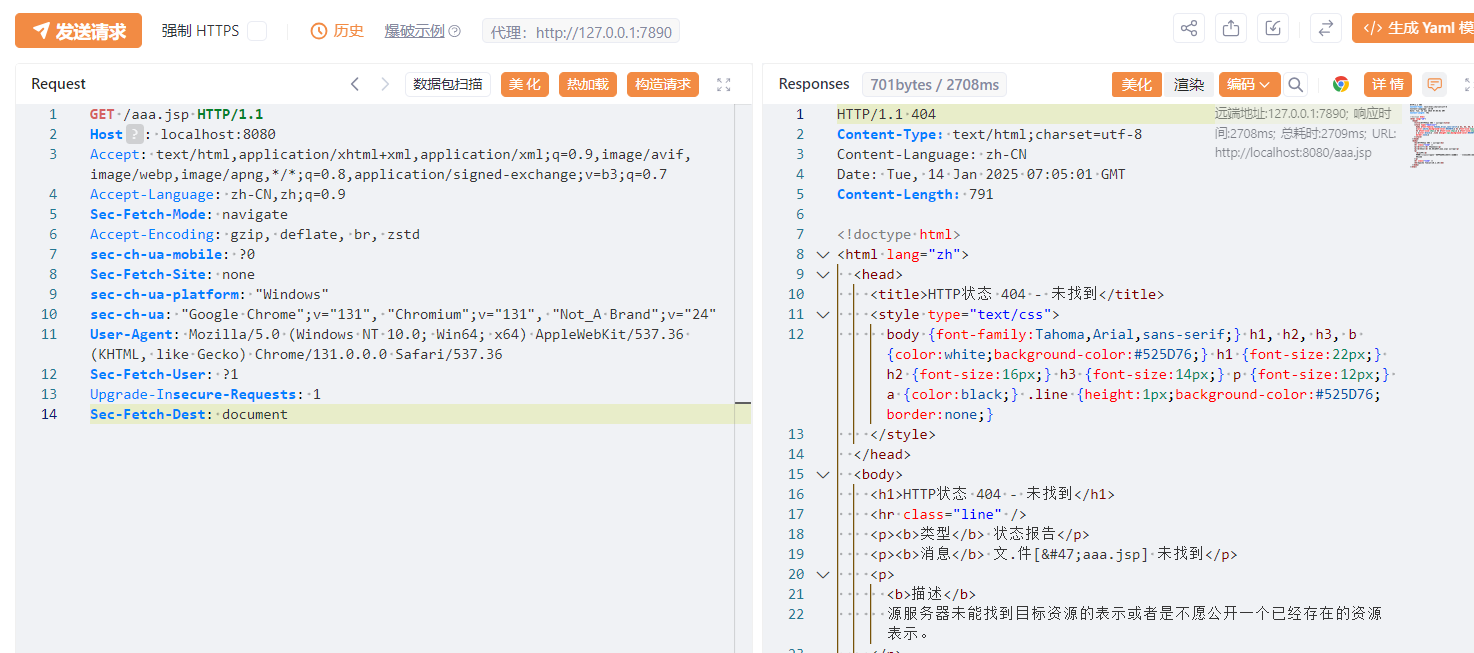 发送请求 强制 HTTPS 历史 爆破示例 代理: http://127.0.0.1:7890 生成 Yaml 模
Request 数据包扫描 美化 热加载 构造请求
1 GET /aaa.jsp HTTP/1.1
2 Host ? : localhost:8080
3 Accept: text/html,application/xhtml+xml,application/xml;q=0.9,image/avif,
image/webp,image/apng,*/*;q=0.8,application/signed-exchange;v=b3;q=0.7
4 Accept-Language: zh-CN,zh;q=0.9
5 Sec-Fetch-Mode: navigate
6 Accept-Encoding: gzip, deflate, br, zstd
7 sec-ch-ua-mobile: ?0
8 Sec-Fetch-Site: none
9 sec-ch-ua-platform: "Windows"
10 sec-ch-ua: "Google Chrome";v="131", "Chromium";v="131", "Not_A Brand";v="24"
11 User-Agent: Mozilla/5.0 (Windows NT 10.0; Win64; x64) AppleWebKit/537.36
(KHTML, like Gecko) Chrome/131.0.0.0 Safari/537.36
12 Sec-Fetch-User: ?1
13 Upgrade-Insecure-Requests: 1
14 Sec-Fetch-Dest: document
Responses 701bytes / 2708ms 美化 渲染 编码 详情
远端地址:127.0.0.1:7890; 响应时
间:2708ms; 总耗时:2709ms; URL:
http://localhost:8080/aaa.jsp
1 HTTP/1.1 404
2 Content-Type: text/html;charset=utf-8
3 Content-Language: zh-CN
4 Date: Tue, 14 Jan 2025 07:05:01 GMT
5 Content-Length: 791
6
7 <!doctype html>
8 <html lang="zh">
9 <head>
10 <title>HTTP状态 404 - 未找到</title>
11 <style type="text/css">
12 body {font-family:Tahoma,Arial,sans-serif;} h1, h2, h3, b
{color:white;background-color:#525D76;} h1 {font-size:22px;}
h2 {font-size:16px;} h3 {font-size:14px;} p {font-size:12px;}
a {color:black;} .line {height:1px;background-color:#525D76;
border:none;}
13 </style>
14 </head>
15 <body>
16 <h1>HTTP状态 404 - 未找到</h1>
17 <hr class="line" />
18 <p><b>类型</b> 状态报告</p>
19 <p><b>消息</b> 文.件[&#47;aaa.jsp] 未找到</p>
20 <p>
21 <b>描述</b>
22 源服务器未能找到目标资源的表示或者是不愿公开一个已经存在的资源
表示。